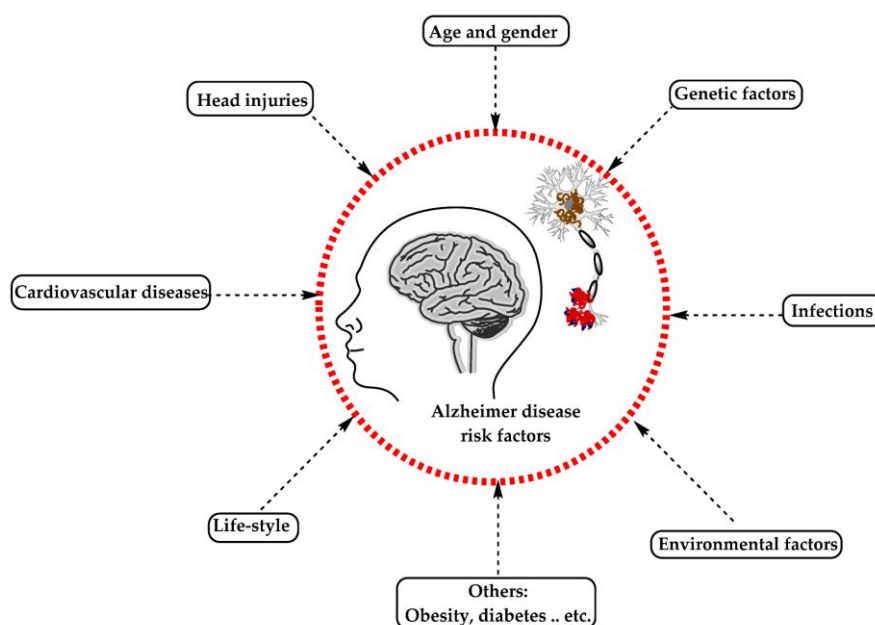 Age and gender
Head injuries
Genetic factors
Cardiovascular diseases
Infections
Alzheimer disease
risk factors
Life-style
Environmental factors
Others:
Obesity, diabetes .. etc.